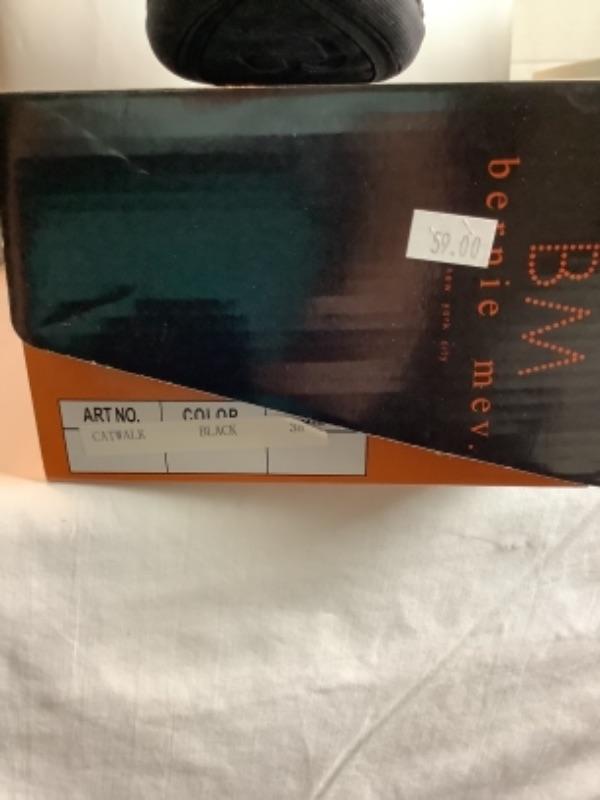 BM
bernie mev.
new york city
59.00
ART NO. COLOR
CATWALK BLACK